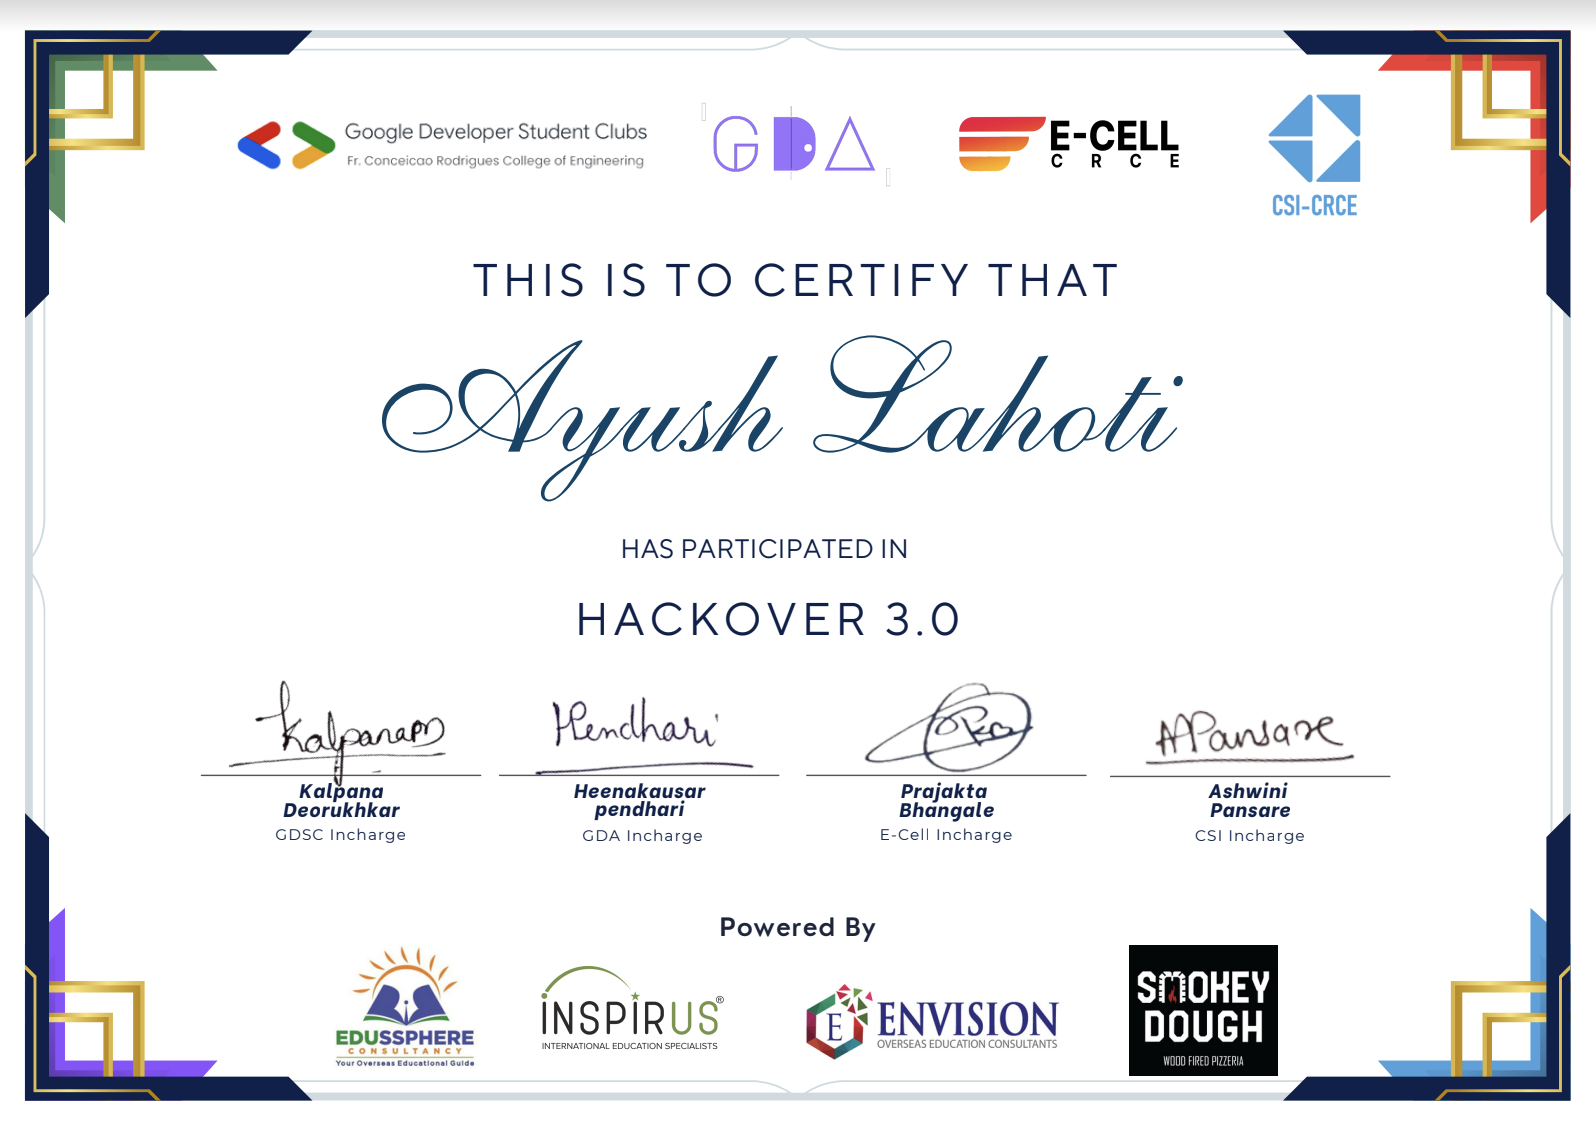 Google Developer Student Clubs
Fr. Conceicao Rodrigues College of Engineering
GDA
E-CELL
CRCE
CSI-CRCE
THIS IS TO CERTIFY THAT
Ayush Lahoti
HAS PARTICIPATED IN
HACKOVER 3.0
Kalpana
Hendhari
APansare
Kalpana
Deorukhkar
GDSC Incharge
Heenakausar
pendhari
GDA Incharge
Prajakta
Bhangale
E-Cell Incharge
Ashwini
Pansare
CSI Incharge
Powered By
EDUSSPHERE
CONSULTANCY
Your Overseas Educational Guide
iNSPiRUS®
INTERNATIONAL EDUCATION SPECIALISTS
E
ENVISION
OVERSEAS EDUCATION CONSULTANTS
SMOKEY
DOUGH
WOOD FIRED PIZZERIA